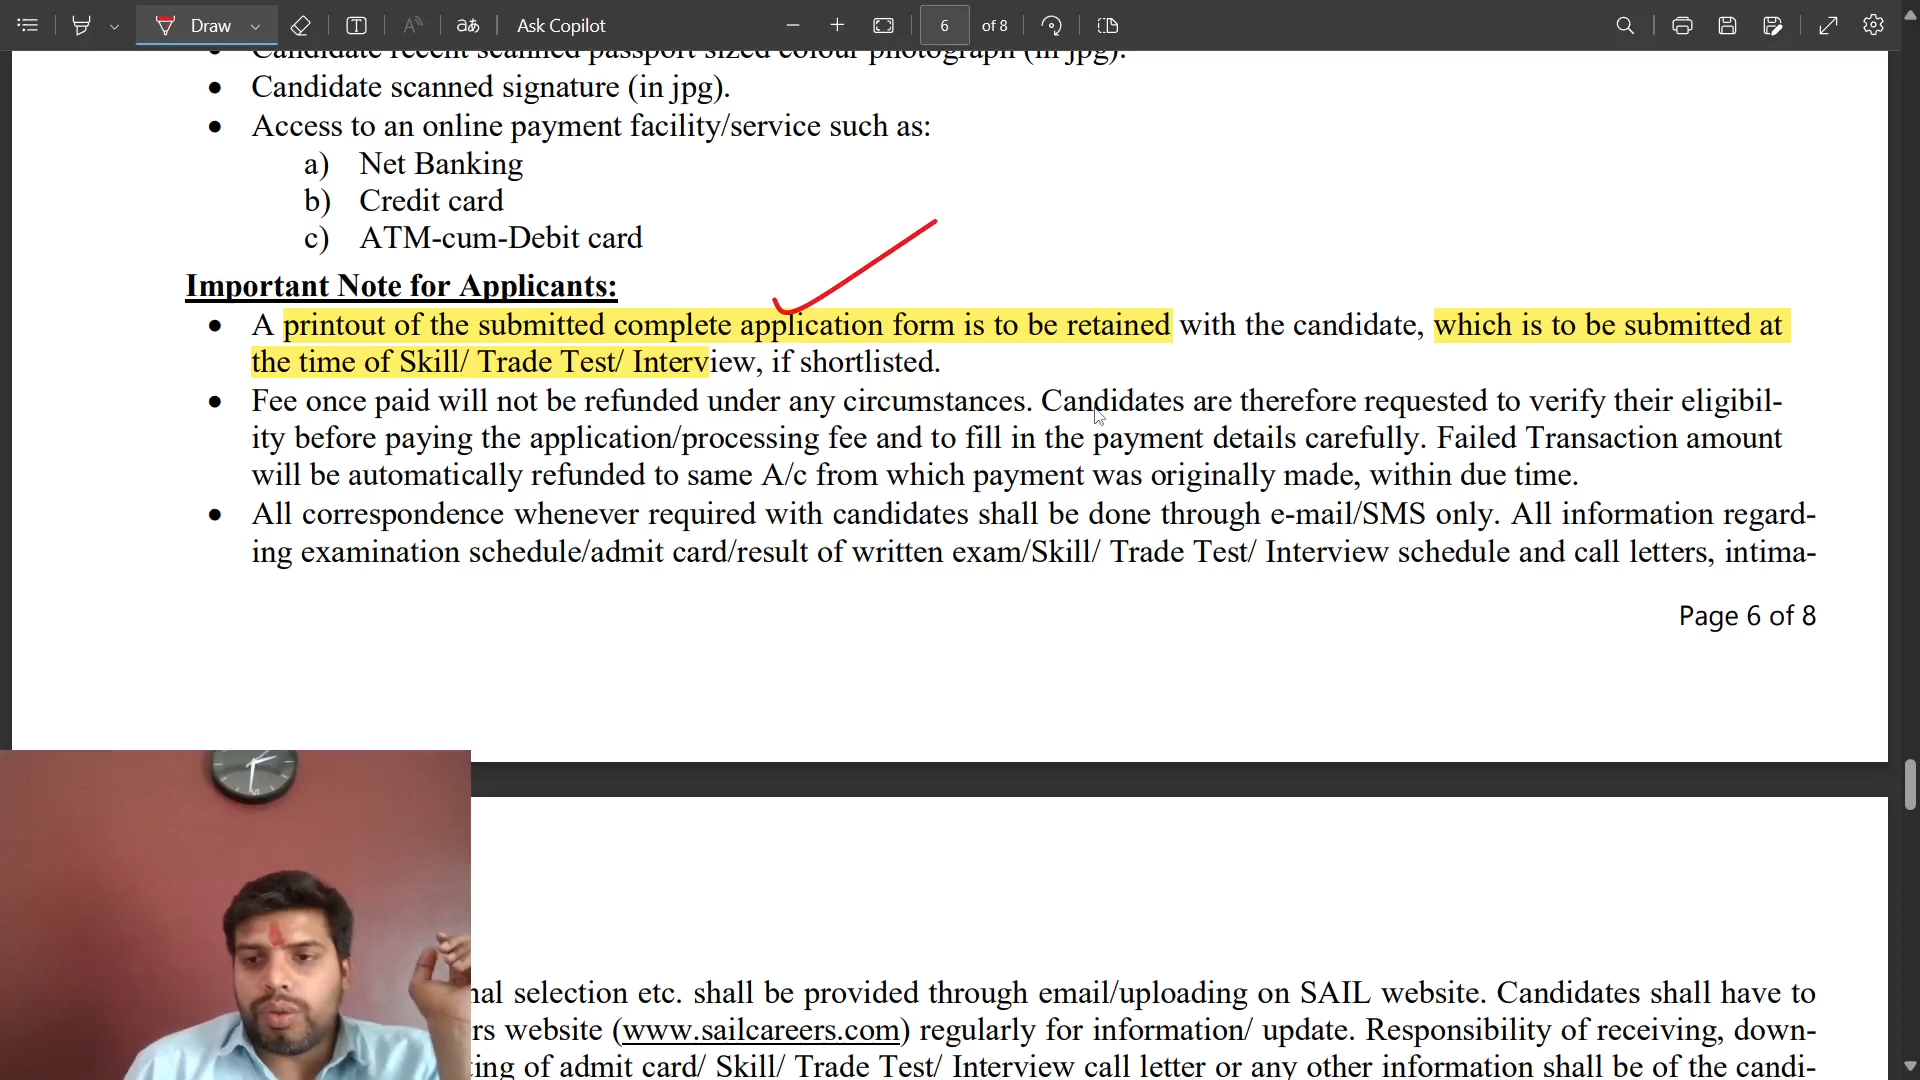 Draw
Ask Copilot
6 of 8
Candidate recent scanned passport sized colour photograph (in jpg).
• Candidate scanned signature (in jpg).
• Access to an online payment facility/service such as:
a) Net Banking
b) Credit card
c) ATM-cum-Debit card
Important Note for Applicants:
• A printout of the submitted complete application form is to be retained with the candidate, which is to be submitted at
the time of Skill/ Trade Test/ Interview, if shortlisted.
• Fee once paid will not be refunded under any circumstances. Candidates are therefore requested to verify their eligibil-
ity before paying the application/processing fee and to fill in the payment details carefully. Failed Transaction amount
will be automatically refunded to same A/c from which payment was originally made, within due time.
• All correspondence whenever required with candidates shall be done through e-mail/SMS only. All information regard-
ing examination schedule/admit card/result of written exam/Skill/ Trade Test/ Interview schedule and call letters, intima-
Page 6 of 8
selection etc. shall be provided through email/uploading on SAIL website. Candidates shall have to
website (www.sailcareers.com) regularly for information/ update. Responsibility of receiving, down-
of admit card/ Skill/ Trade Test/ Interview call letter or any other information shall be of the candi-